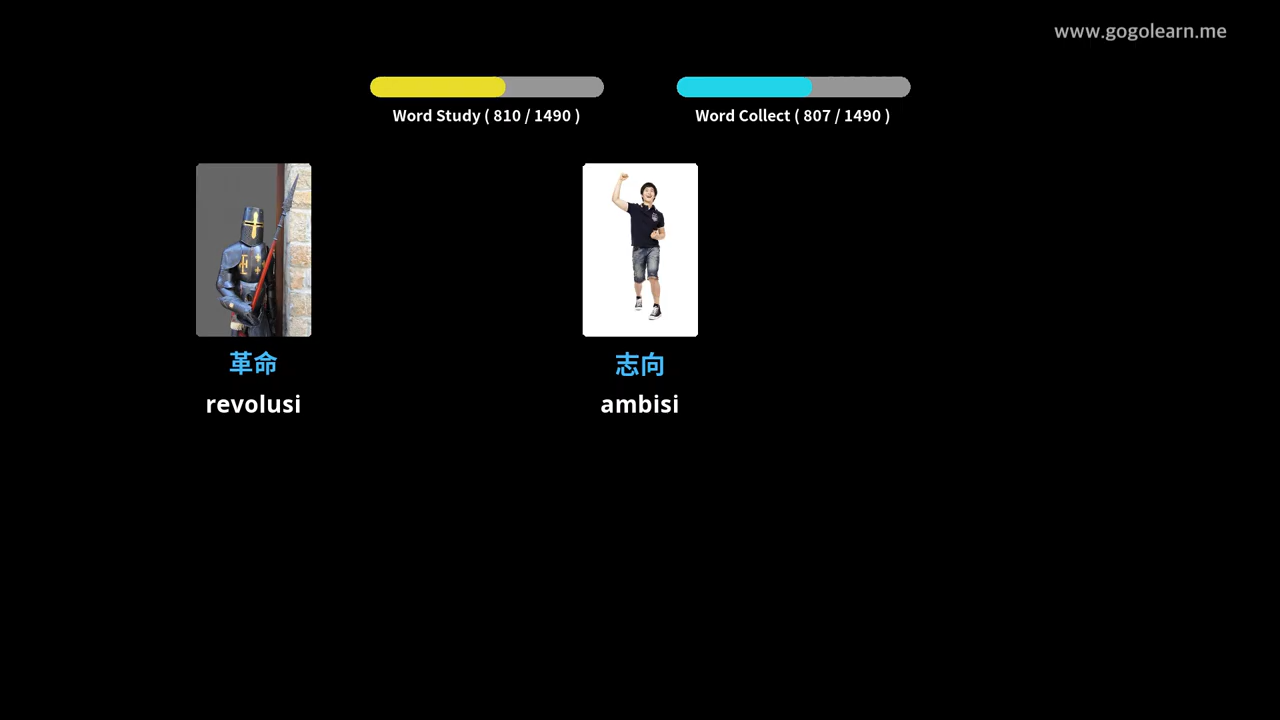 www.gogolearn.me
Word Study ( 810 / 1490 )
Word Collect ( 807 / 1490 )
革命
revolusi
志向
ambisi